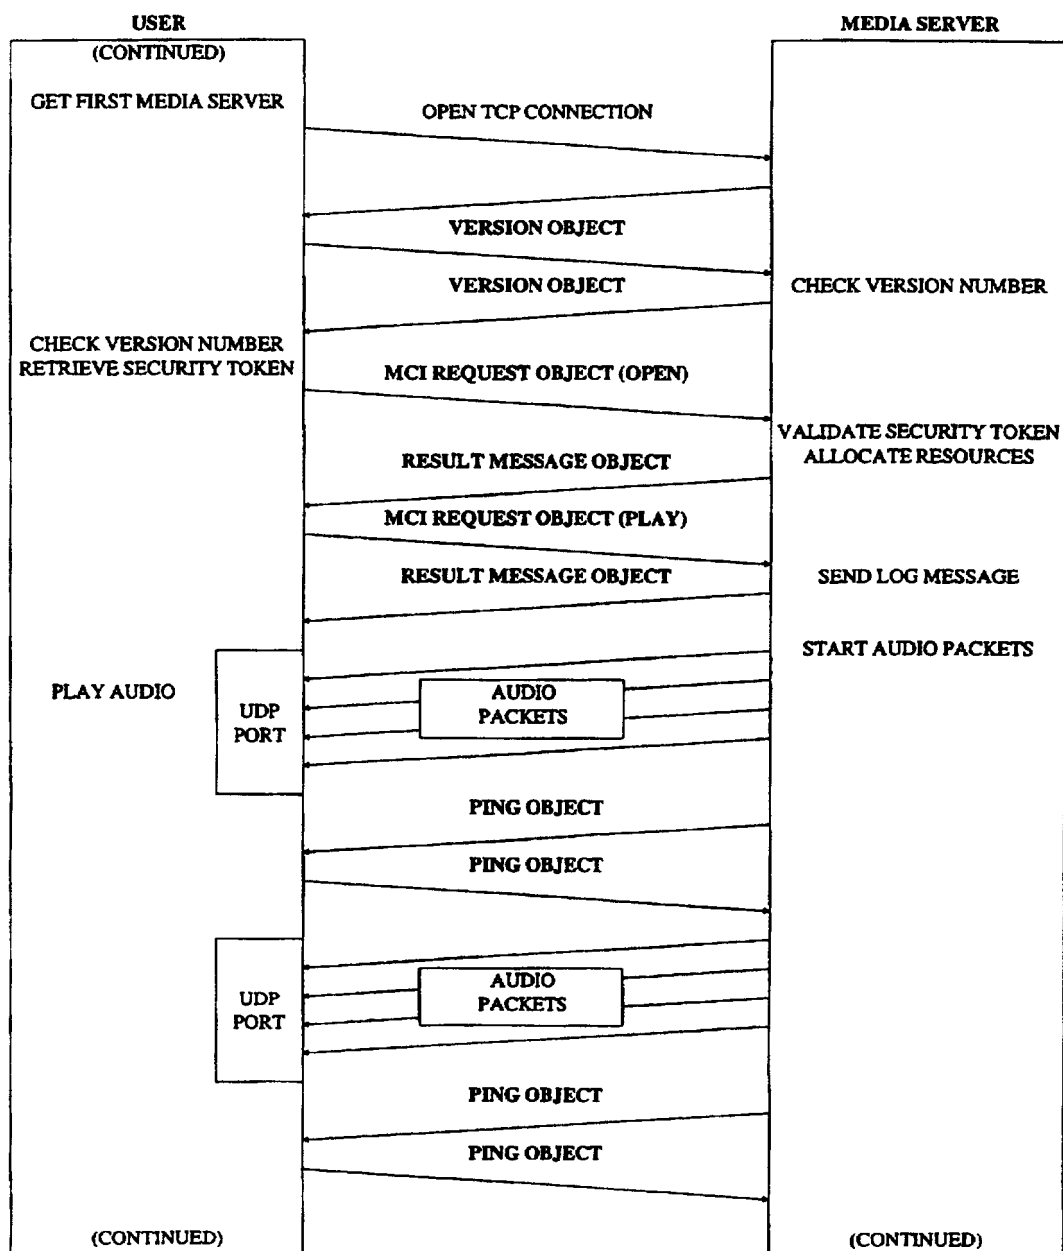 USER
MEDIA SERVER
(CONTINUED)
GET FIRST MEDIA SERVER
OPEN TCP CONNECTION
VERSION OBJECT
VERSION OBJECT
CHECK VERSION NUMBER
CHECK VERSION NUMBER
RETRIEVE SECURITY TOKEN
MCI REQUEST OBJECT (OPEN)
VALIDATE SECURITY TOKEN
ALLOCATE RESOURCES
RESULT MESSAGE OBJECT
MCI REQUEST OBJECT (PLAY)
RESULT MESSAGE OBJECT
SEND LOG MESSAGE
START AUDIO PACKETS
PLAY AUDIO
UDP
PORT
AUDIO
PACKETS
PING OBJECT
PING OBJECT
UDP
PORT
AUDIO
PACKETS
PING OBJECT
PING OBJECT
(CONTINUED)
(CONTINUED)